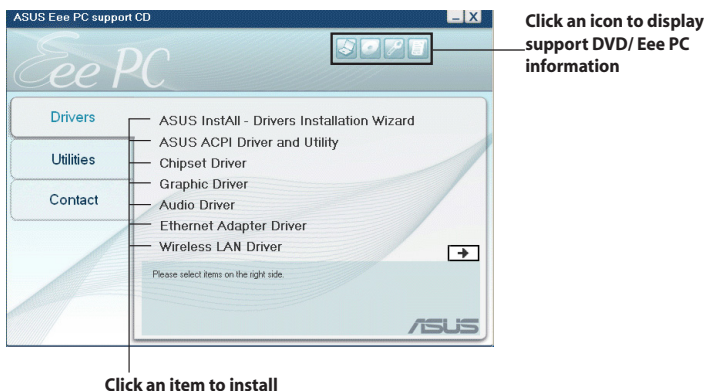 ASUS Eee PC support CD
Eee PC
Click an icon to display
support DVD/ Eee PC
information
Drivers
Utilities
Contact
ASUS InstAll - Drivers Installation Wizard
ASUS ACPI Driver and Utility
Chipset Driver
Graphic Driver
Audio Driver
Ethernet Adapter Driver
Wireless LAN Driver
Please select items on the right side.
ASUS
Click an item to install